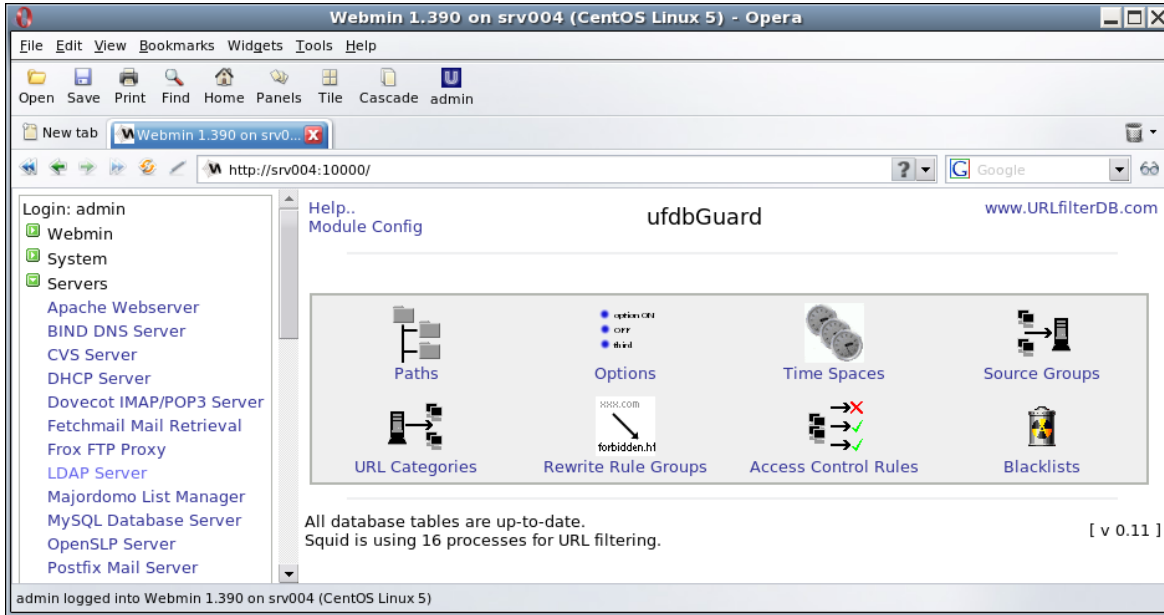 Webmin 1.390 on srv004 (CentOS Linux 5) - Opera
File Edit View Bookmarks Widgets Tools Help
Open Save Print Find Home Panels Tile Cascade admin
New tab Webmin 1.390 on srv0...
http://srv004:10000/ ? Google
Login: admin
Webmin
System
Servers
Apache Webserver
BIND DNS Server
CVS Server
DHCP Server
Dovecot IMAP/POP3 Server
Fetchmail Mail Retrieval
Frox FTP Proxy
LDAP Server
Majordomo List Manager
MySQL Database Server
OpenSLP Server
Postfix Mail Server
Help..
Module Config
ufdbGuard
www.URLfilterDB.com
option ON
OFF
third
Paths Options Time Spaces Source Groups
xxx.com
forbidden.h
URL Categories Rewrite Rule Groups Access Control Rules Blacklists
All database tables are up-to-date.
Squid is using 16 processes for URL filtering.
[ v 0.11 ]
admin logged into Webmin 1.390 on srv004 (CentOS Linux 5)